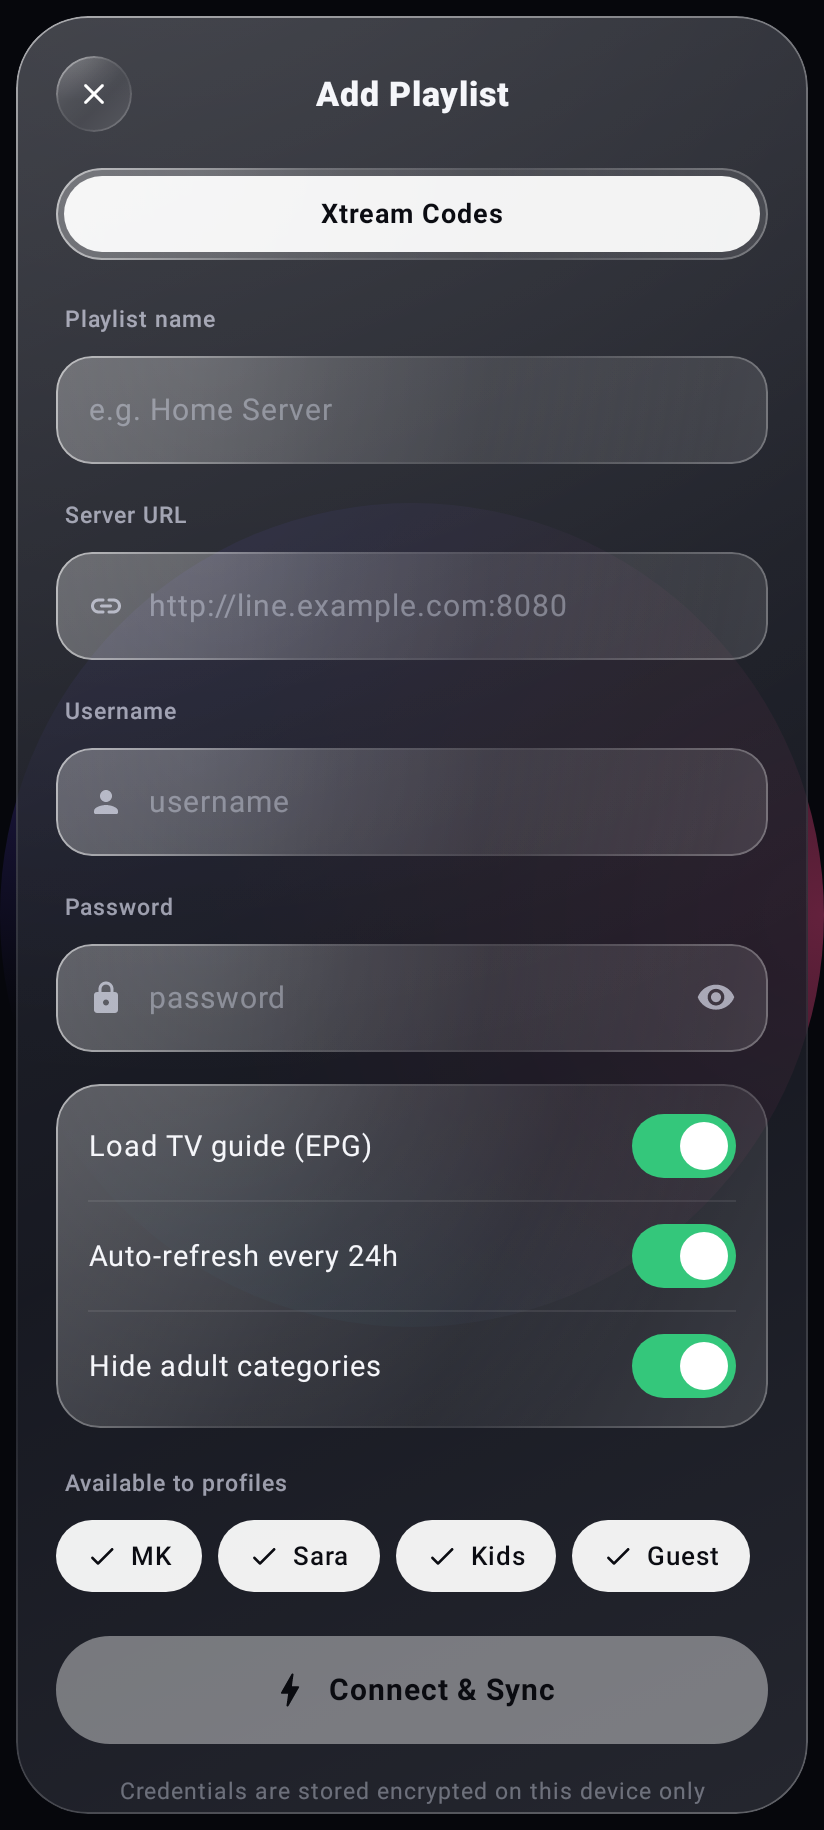 Add Playlist
Xtream Codes
Playlist name
e.g. Home Server
Server URL
http://line.example.com:8080
Username
username
Password
password
Load TV guide (EPG)
Auto-refresh every 24h
Hide adult categories
Available to profiles
MK Sara Kids Guest
Connect & Sync
Credentials are stored encrypted on this device only